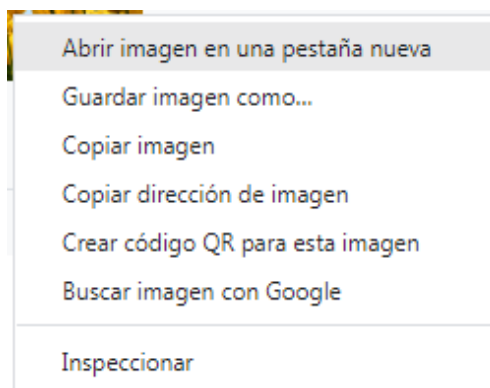 Abrir imagen en una pestaña nueva
Guardar imagen como...
Copiar imagen
Copiar dirección de imagen
Crear código QR para esta imagen
Buscar imagen con Google
Inspeccionar